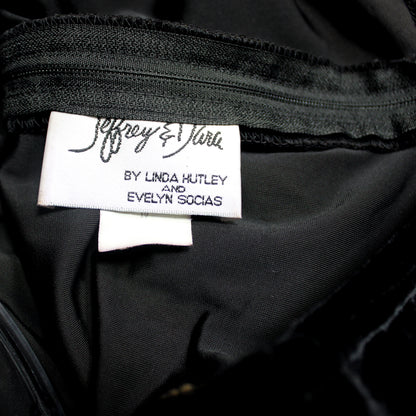 Jeffrey & Dara
BY LINDA HUTLEY
AND
EVELYN SOCIAS